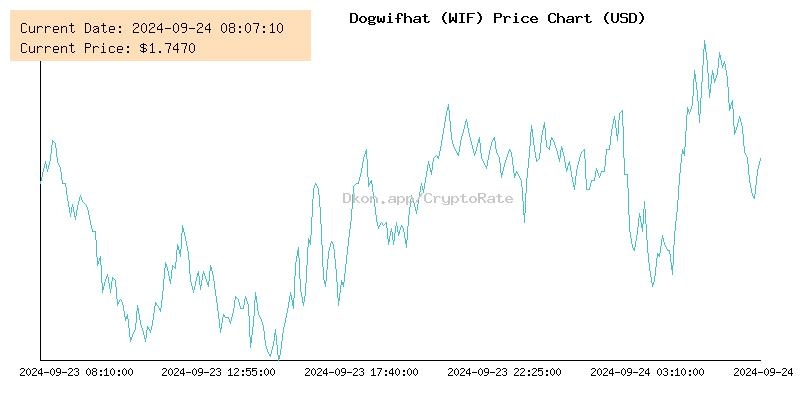 Dogwifhat (WIF) Price Chart (USD)
Current Date: 2024-09-24 08:07:10
Current Price: $1.7470
Dkon.app/CryptoRate
2024-09-23 08:10:00
2024-09-23 12:55:00
2024-09-23 17:40:00
2024-09-23 22:25:00
2024-09-24 03:10:00
2024-09-24